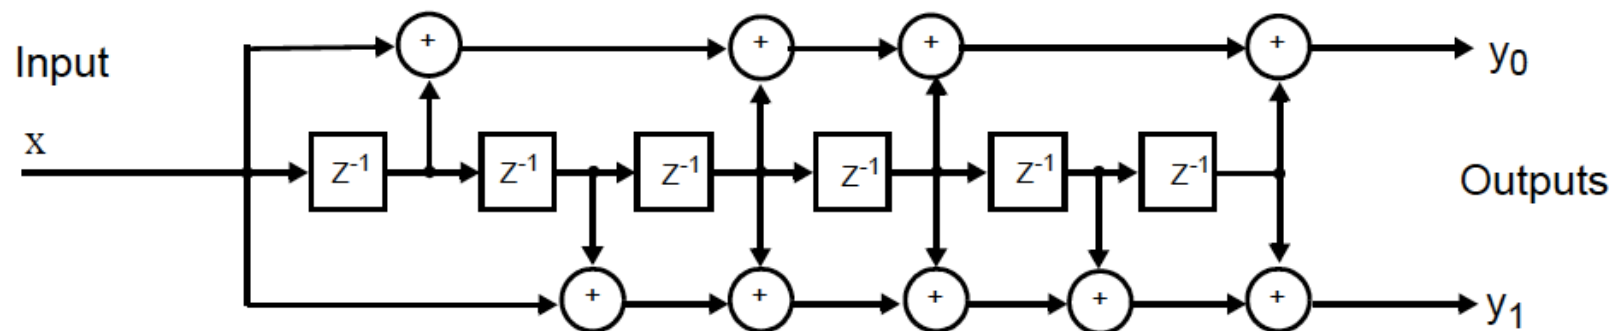 Input
+ + + +
y0
x
Z-1 Z-1 Z-1 Z-1 Z-1 Z-1
Outputs
+ + + + +
y1